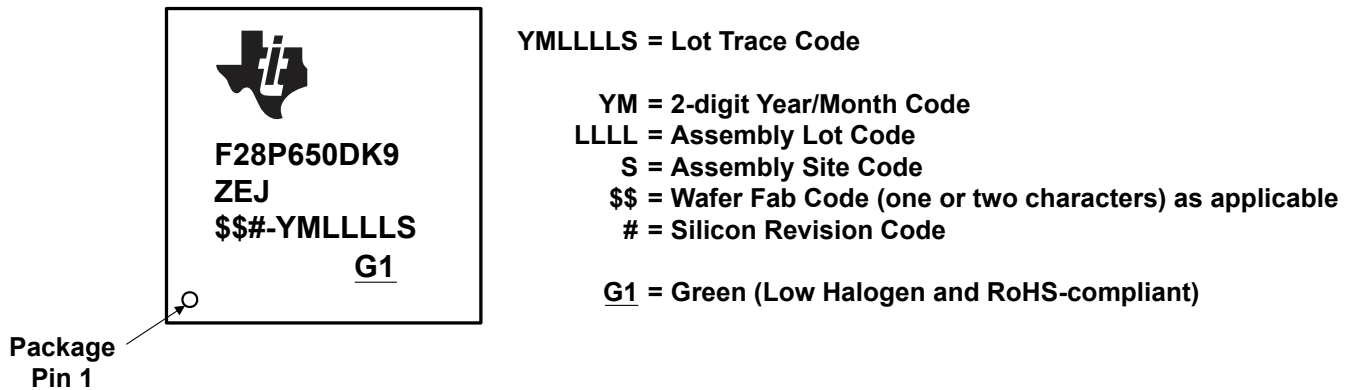 F28P650DK9
ZEJ
$$#-YMLLLLS
G1
Package
Pin 1
YMLLLLS = Lot Trace Code
YM = 2-digit Year/Month Code
LLLL = Assembly Lot Code
S = Assembly Site Code
$$ = Wafer Fab Code (one or two characters) as applicable
# = Silicon Revision Code
G1 = Green (Low Halogen and RoHS-compliant)